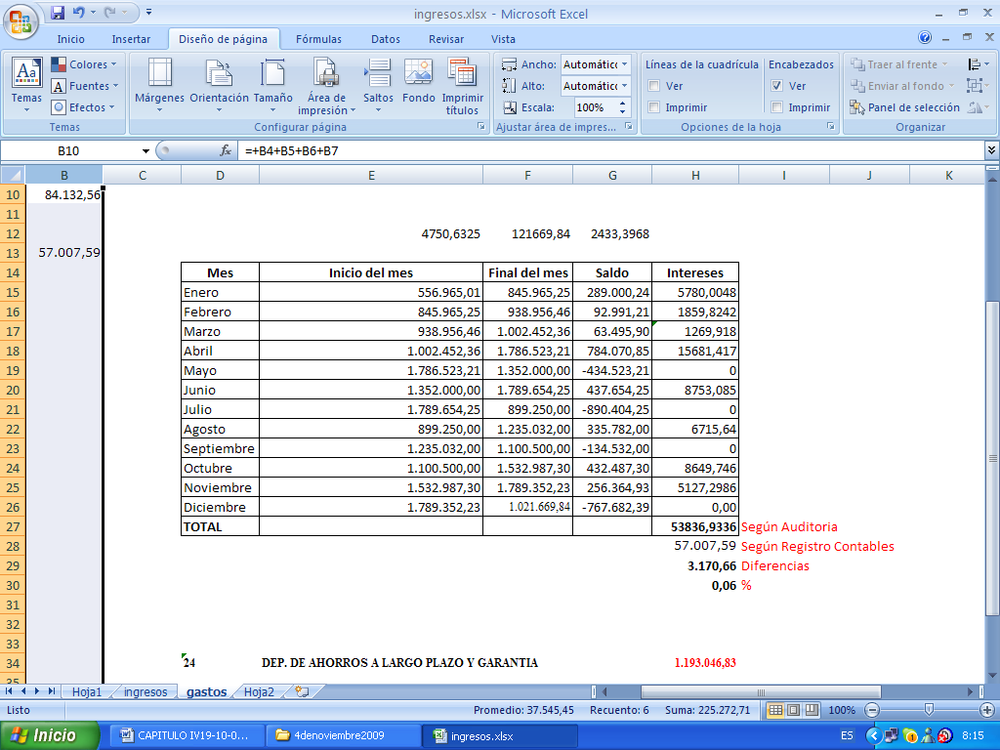 ingresos.xlsx - Microsoft Excel
Inicio Insertar Diseño de página Fórmulas Datos Revisar Vista
Colores Ancho: Automátic Líneas de la cuadrícula Encabezados Traer al frente
Aa Fuentes Alto: Automátic Ver Ver Enviar al fondo
Temas Efectos Márgenes Orientación Tamaño Área de impresión Saltos Fondo Imprimir títulos Escala: 100% Imprimir Imprimir Panel de selección
Temas Configurar página Ajustar área de impres... Opciones de la hoja Organizar
B10 fx =+B4+B5+B6+B7
B C D E F G H I J K
10 84.132,56
11
12 4750,6325 121669,84 2433,3968
13 57.007,59
14 Mes Inicio del mes Final del mes Saldo Intereses
15 Enero 556.965,01 845.965,25 289.000,24 5780,0048
16 Febrero 845.965,25 938.956,46 92.991,21 1859,8242
17 Marzo 938.956,46 1.002.452,36 63.495,90 1269,918
18 Abril 1.002.452,36 1.786.523,21 784.070,85 15681,417
19 Mayo 1.786.523,21 1.352.000,00 -434.523,21 0
20 Junio 1.352.000,00 1.789.654,25 437.654,25 8753,085
21 Julio 1.789.654,25 899.250,00 -890.404,25 0
22 Agosto 899.250,00 1.235.032,00 335.782,00 6715,64
23 Septiembre 1.235.032,00 1.100.500,00 -134.532,00 0
24 Octubre 1.100.500,00 1.532.987,30 432.487,30 8649,746
25 Noviembre 1.532.987,30 1.789.352,23 256.364,93 5127,2986
26 Diciembre 1.789.352,23 1.021.669,84 -767.682,39 0,00
27 TOTAL 53836,9336 Según Auditoria
28 57.007,59 Según Registro Contables
29 3.170,66 Diferencias
30 0,06 %
31
32
33
34 24 DEP. DE AHORROS A LARGO PLAZO Y GARANTIA 1.193.046,83
35
Hoja1 ingresos gastos Hoja2
Listo Promedio: 37.545,45 Recuento: 6 Suma: 225.272,71 100%
Inicio CAPITULO IV19-10-0... 4denoviembre2009 ingresos.xlsx ES 8:15